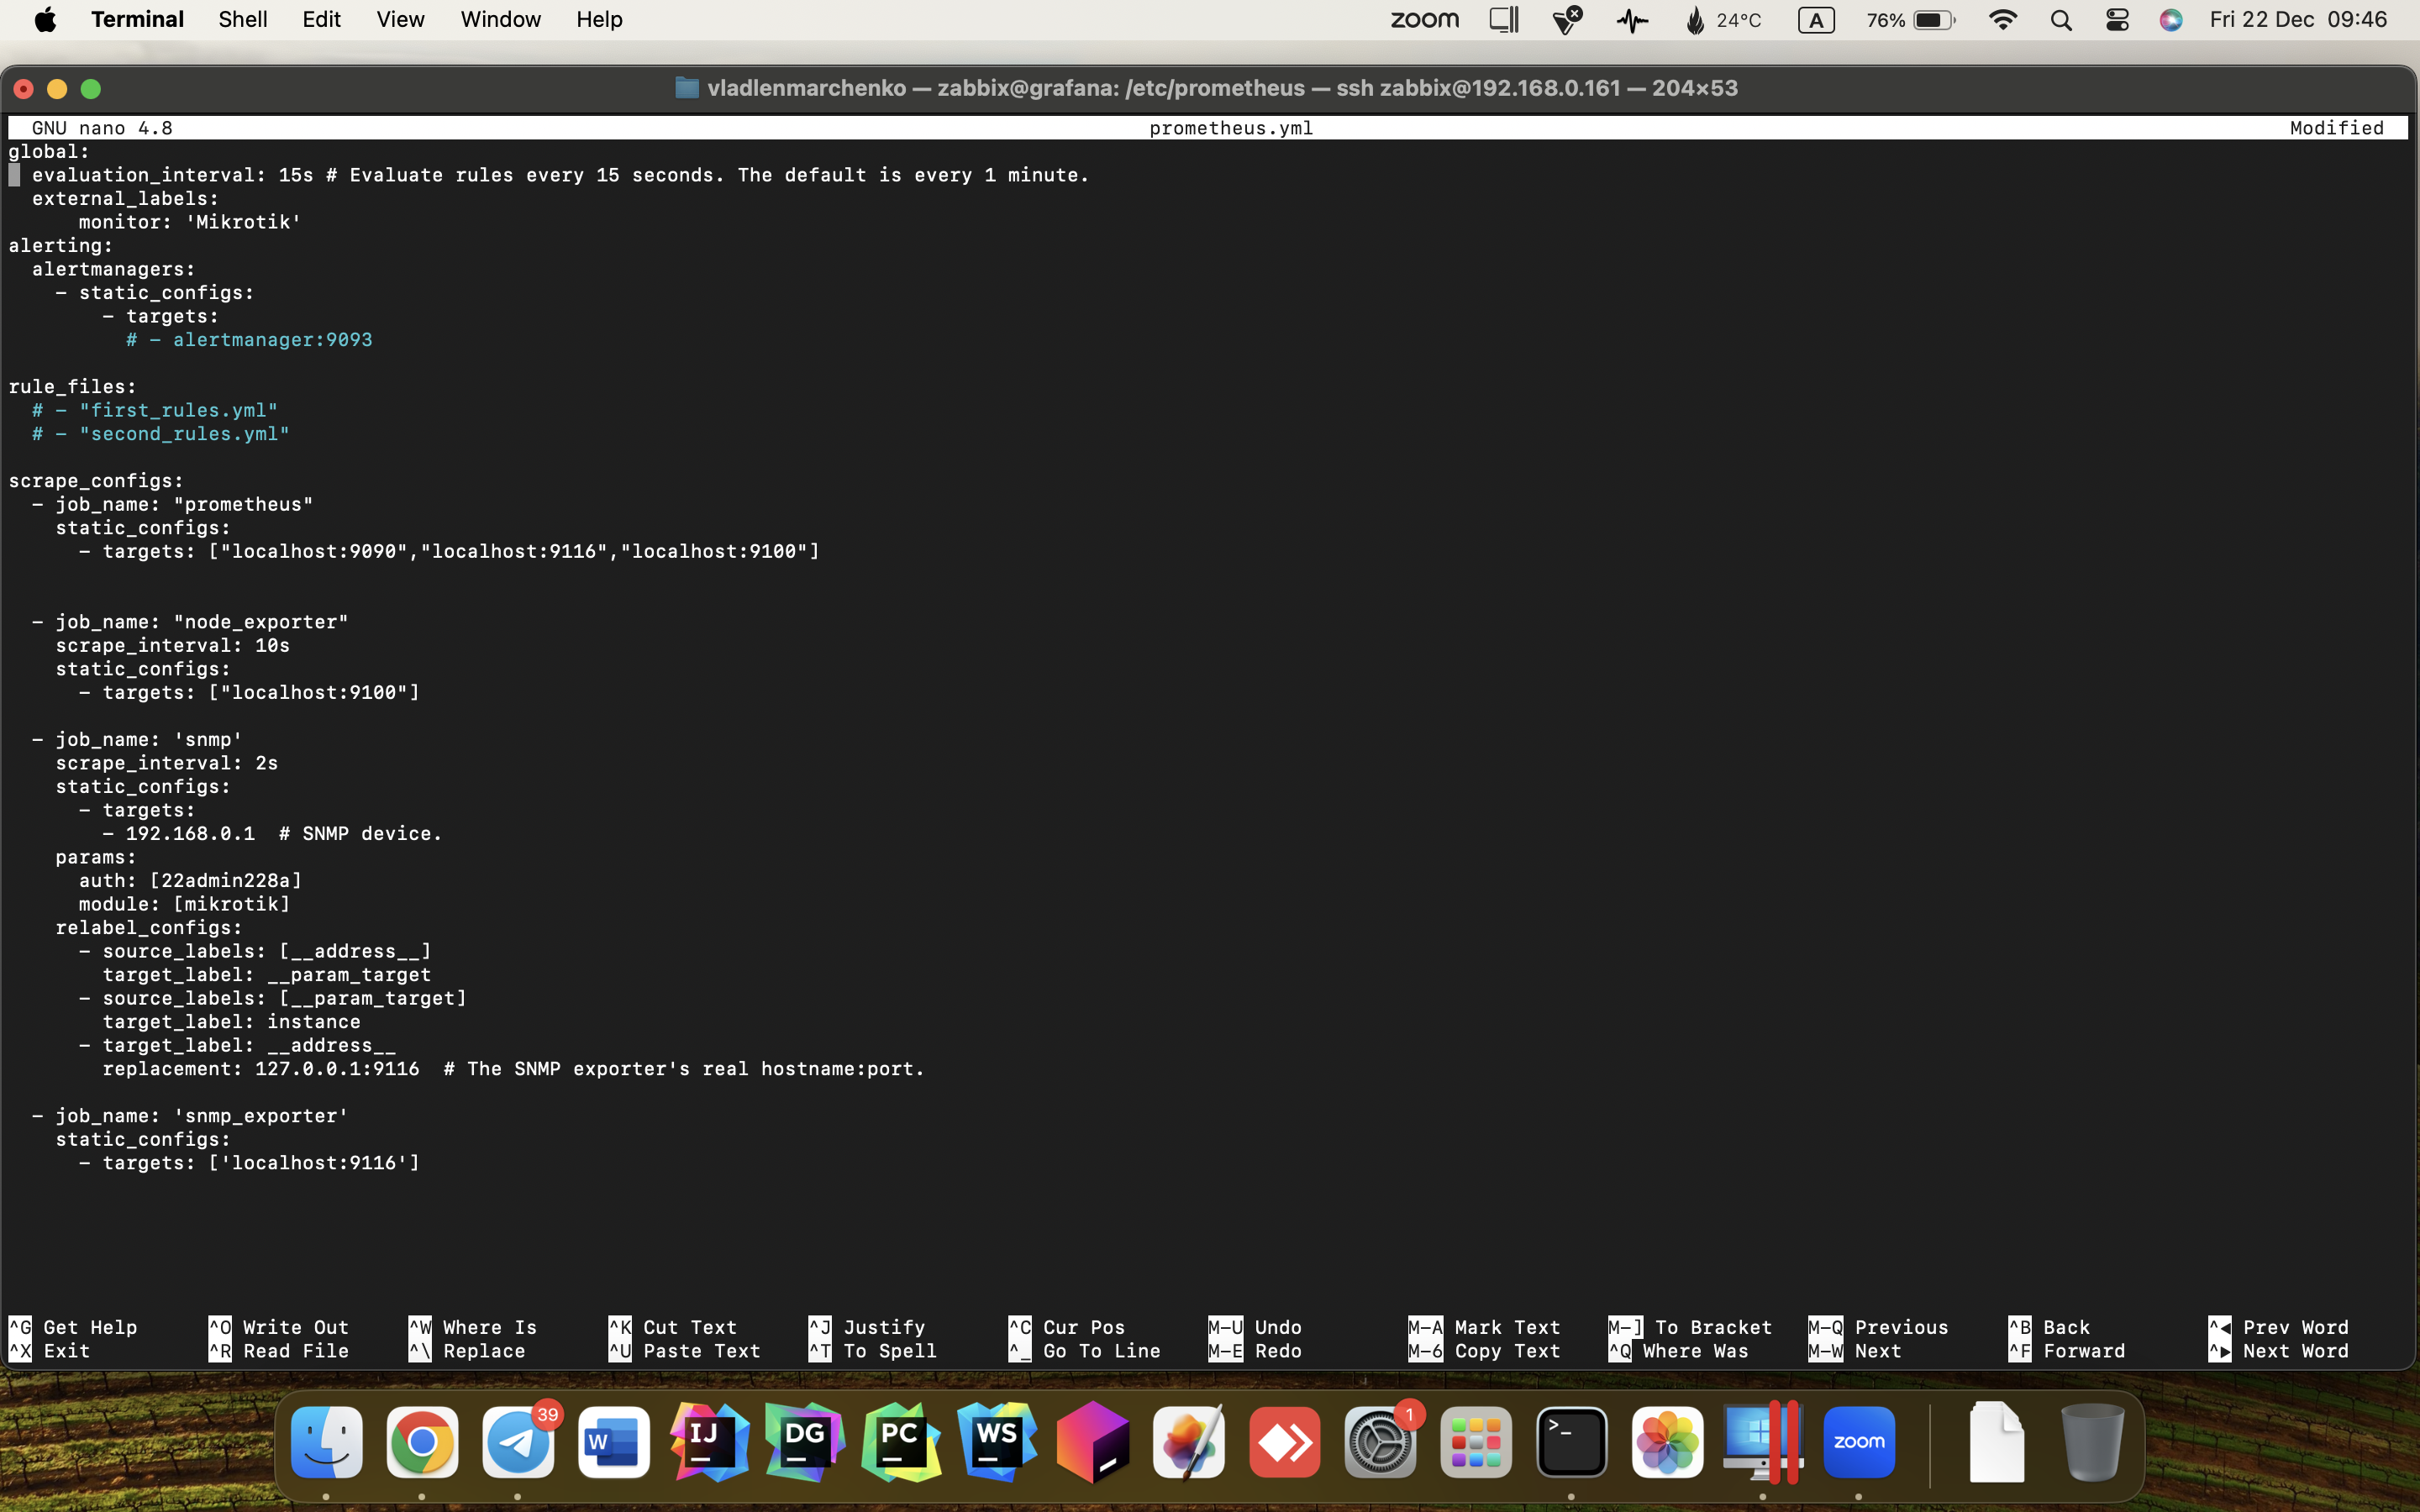 Terminal Shell Edit View Window Help zoom 24°C A 76% Fri 22 Dec 09:46
vladlenmarchenko — zabbix@grafana: /etc/prometheus — ssh zabbix@192.168.0.161 — 204×53
GNU nano 4.8 prometheus.yml Modified
global:
  evaluation_interval: 15s # Evaluate rules every 15 seconds. The default is every 1 minute.
  external_labels:
      monitor: 'Mikrotik'
alerting:
  alertmanagers:
    - static_configs:
        - targets:
          # - alertmanager:9093
rule_files:
  # - "first_rules.yml"
  # - "second_rules.yml"
scrape_configs:
  - job_name: "prometheus"
    static_configs:
      - targets: ["localhost:9090","localhost:9116","localhost:9100"]
  - job_name: "node_exporter"
    scrape_interval: 10s
    static_configs:
      - targets: ["localhost:9100"]
  - job_name: 'snmp'
    scrape_interval: 2s
    static_configs:
      - targets:
        - 192.168.0.1  # SNMP device.
    params:
      auth: [22admin228a]
      module: [mikrotik]
    relabel_configs:
      - source_labels: [__address__]
        target_label: __param_target
      - source_labels: [__param_target]
        target_label: instance
      - target_label: __address__
        replacement: 127.0.0.1:9116  # The SNMP exporter's real hostname:port.
  - job_name: 'snmp_exporter'
    static_configs:
      - targets: ['localhost:9116']
^G Get Help ^O Write Out ^W Where Is ^K Cut Text ^J Justify ^C Cur Pos M-U Undo M-A Mark Text M-] To Bracket M-Q Previous ^B Back ^◀ Prev Word
^X Exit ^R Read File ^\ Replace ^U Paste Text ^T To Spell ^_ Go To Line M-E Redo M-6 Copy Text ^Q Where Was M-W Next ^F Forward ^▶ Next Word
39 W IJ DG PC WS 1 >_ zoom